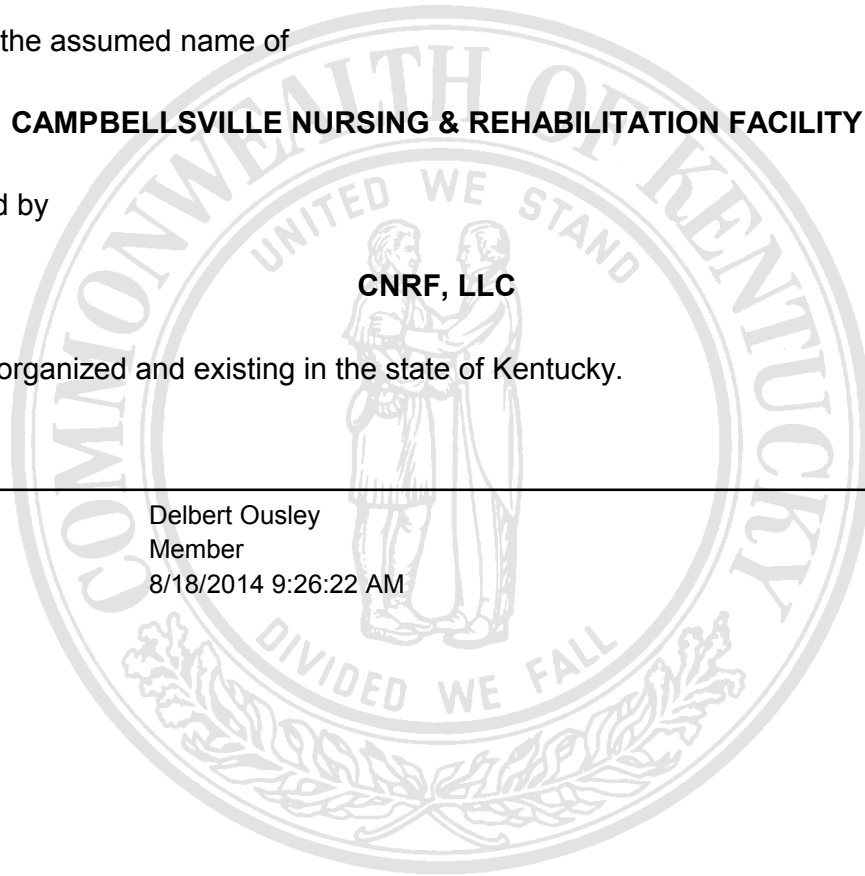 the assumed name of
CAMPBELLSVILLE NURSING & REHABILITATION FACILITY
d by
CNRF, LLC
organized and existing in the state of Kentucky.
Delbert Ousley
Member
8/18/2014 9:26:22 AM
COMMONWEALTH OF KENTUCKY
UNITED WE STAND
DIVIDED WE FALL